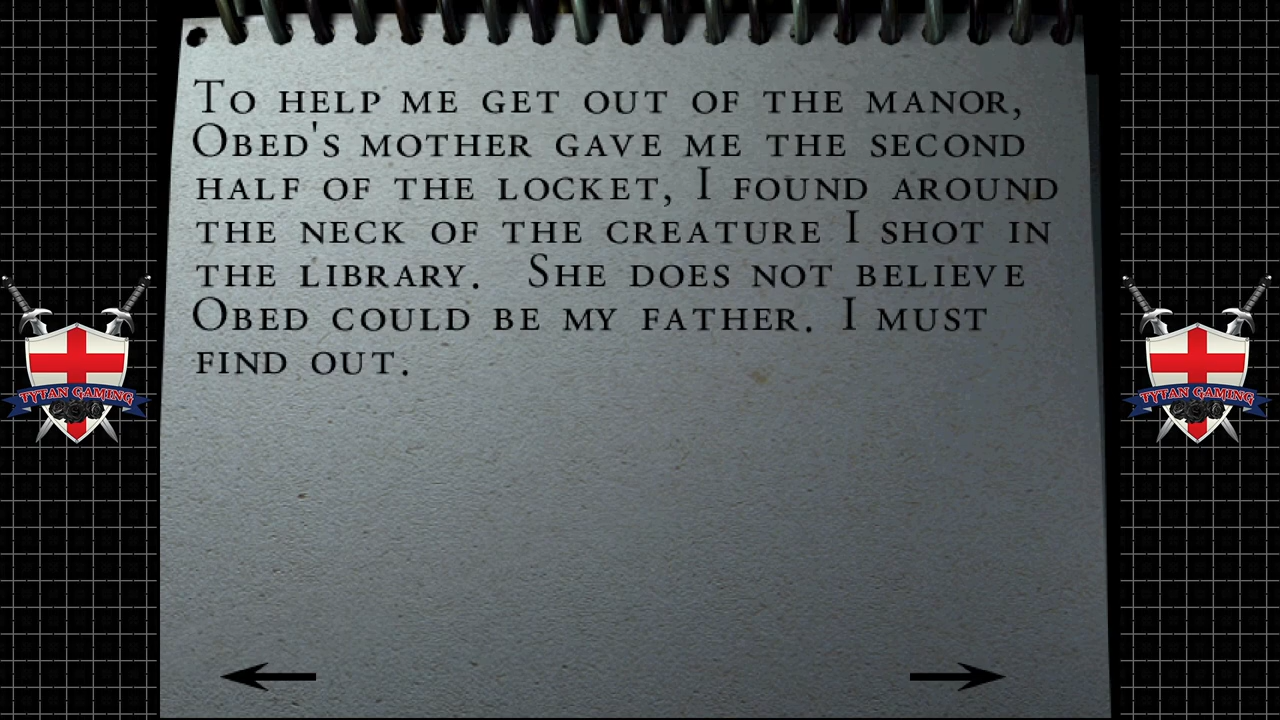 To help me get out of the manor,
Obed's mother gave me the second
half of the locket, I found around
the neck of the creature I shot in
the library.  She does not believe
Obed could be my father. I must
find out.
TYTAN GAMING
TYTAN GAMING